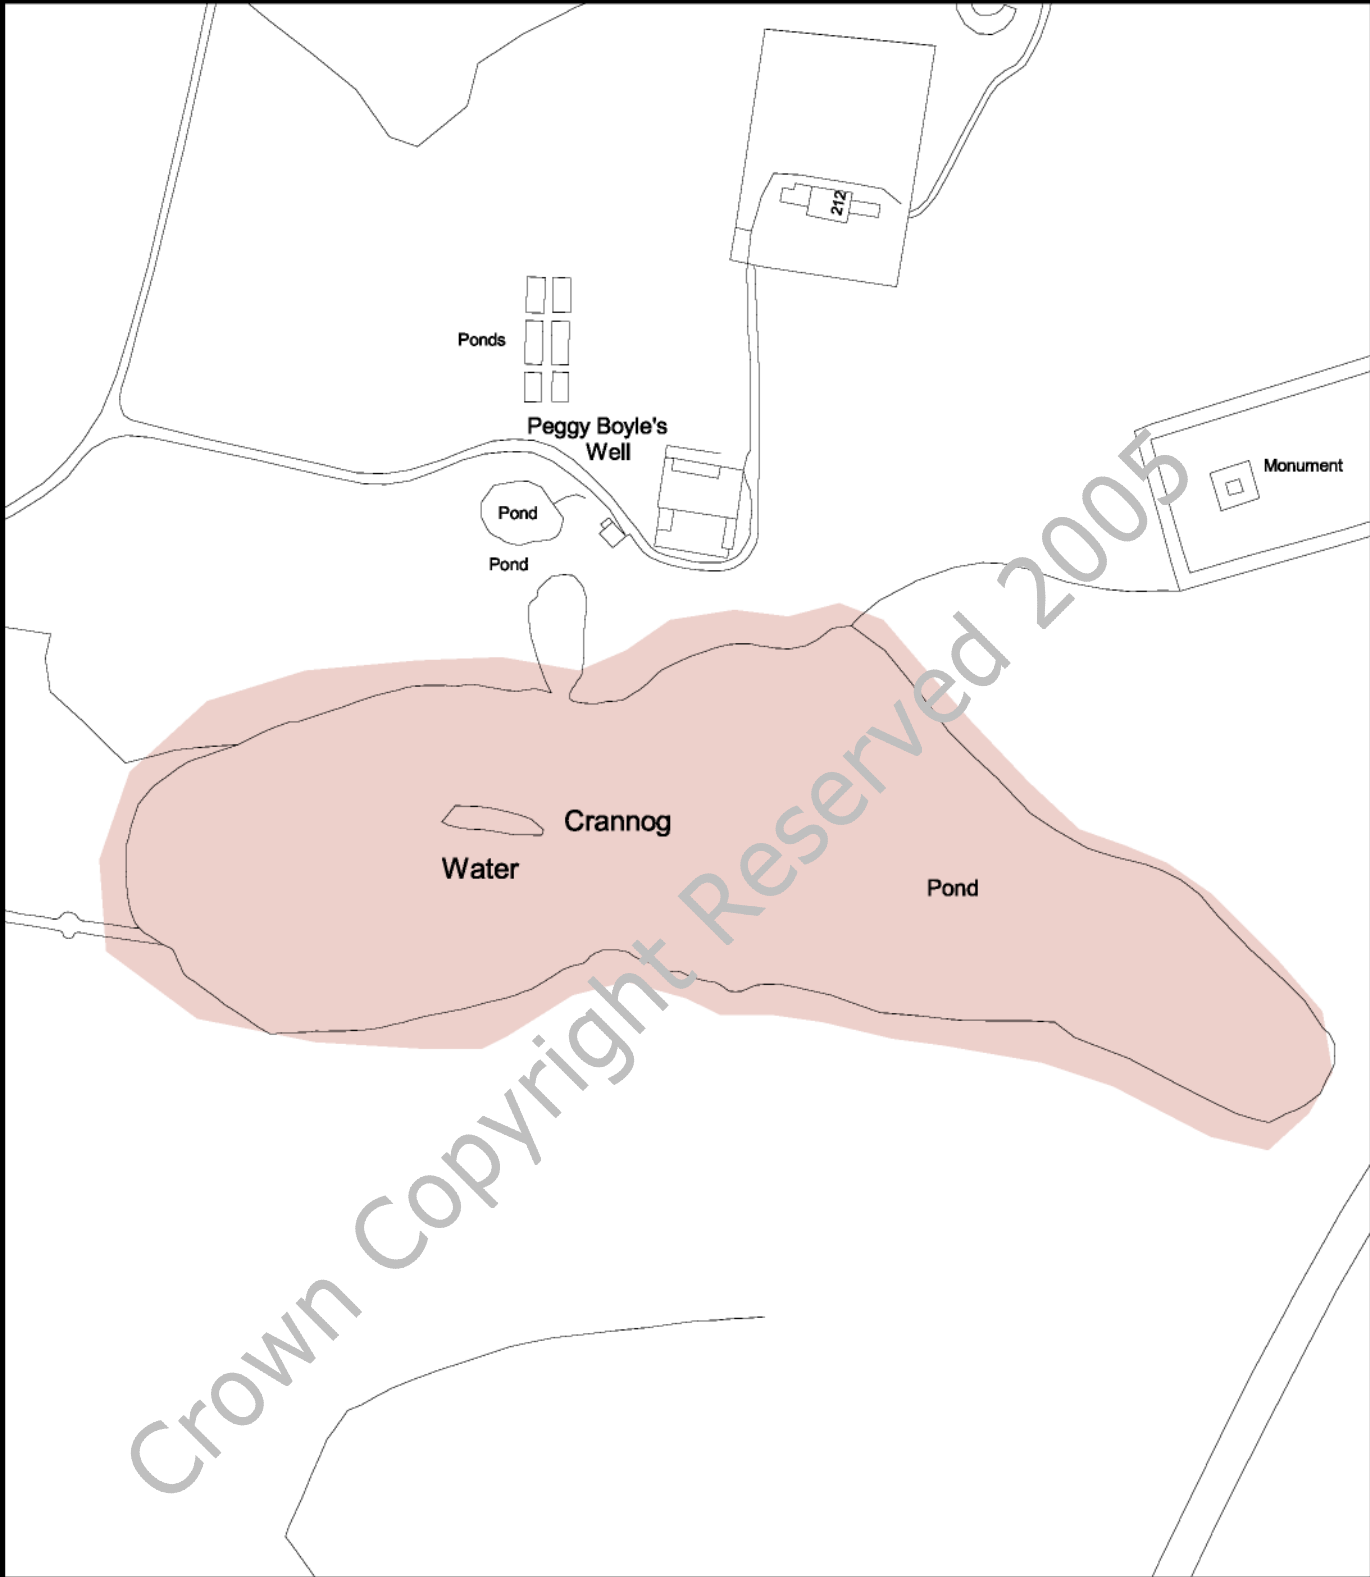 212
Ponds
Peggy Boyle's
Well
Monument
Pond
Pond
Crannog
Water
Pond
Crown Copyright Reserved 2005